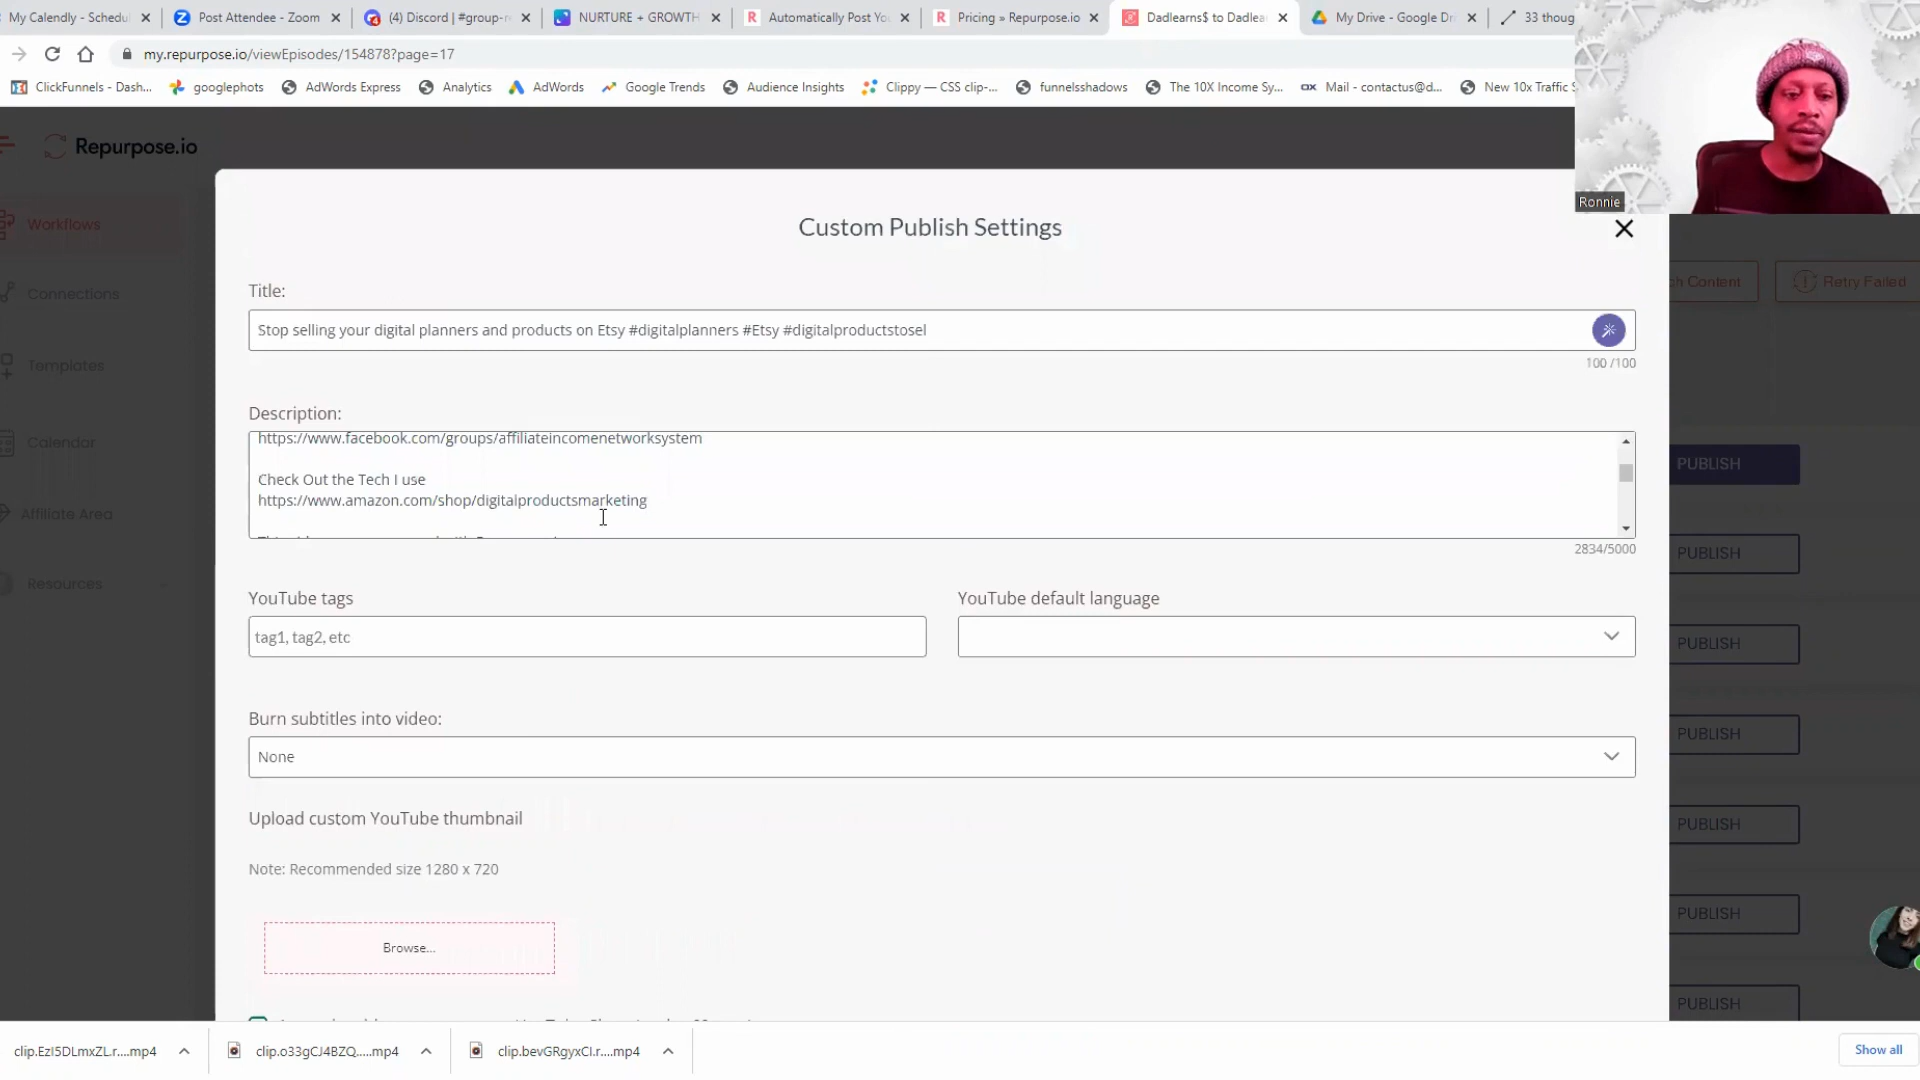 My Calendly - Schedul
Post Attendee - Zoom
(4) Discord | #group-r
NURTURE + GROWTH
Automatically Post Yo
Pricing » Repurpose.io
Dadlearns$ to Dadlea
My Drive - Google Dr
33 thoug
my.repurpose.io/viewEpisodes/154878?page=17
ClickFunnels - Dash...
googlephots
AdWords Express
Analytics
AdWords
Google Trends
Audience Insights
Clippy — CSS clip-...
funnelsshadows
The 10X Income Sy...
Mail - contactus@d...
New 10x Traffic S
Ronnie
Repurpose.io
Workflows
Connections
Templates
Calendar
Affiliate Area
Resources
Custom Publish Settings
Title:
Stop selling your digital planners and products on Etsy #digitalplanners #Etsy #digitalproductstosel
100 /100
Description:
https://www.facebook.com/groups/affiliateincomenetworksystem
Check Out the Tech I use
https://www.amazon.com/shop/digitalproductsmarketing
2834/5000
YouTube tags
tag1, tag2, etc
YouTube default language
Burn subtitles into video:
None
Upload custom YouTube thumbnail
Note: Recommended size 1280 x 720
Browse...
Content
Retry Failed
PUBLISH
PUBLISH
PUBLISH
PUBLISH
PUBLISH
PUBLISH
PUBLISH
clip.EzI5DLmxZL.r....mp4
clip.o33gCJ4BZQ.....mp4
clip.bevGRgyxCI.r....mp4
Show all